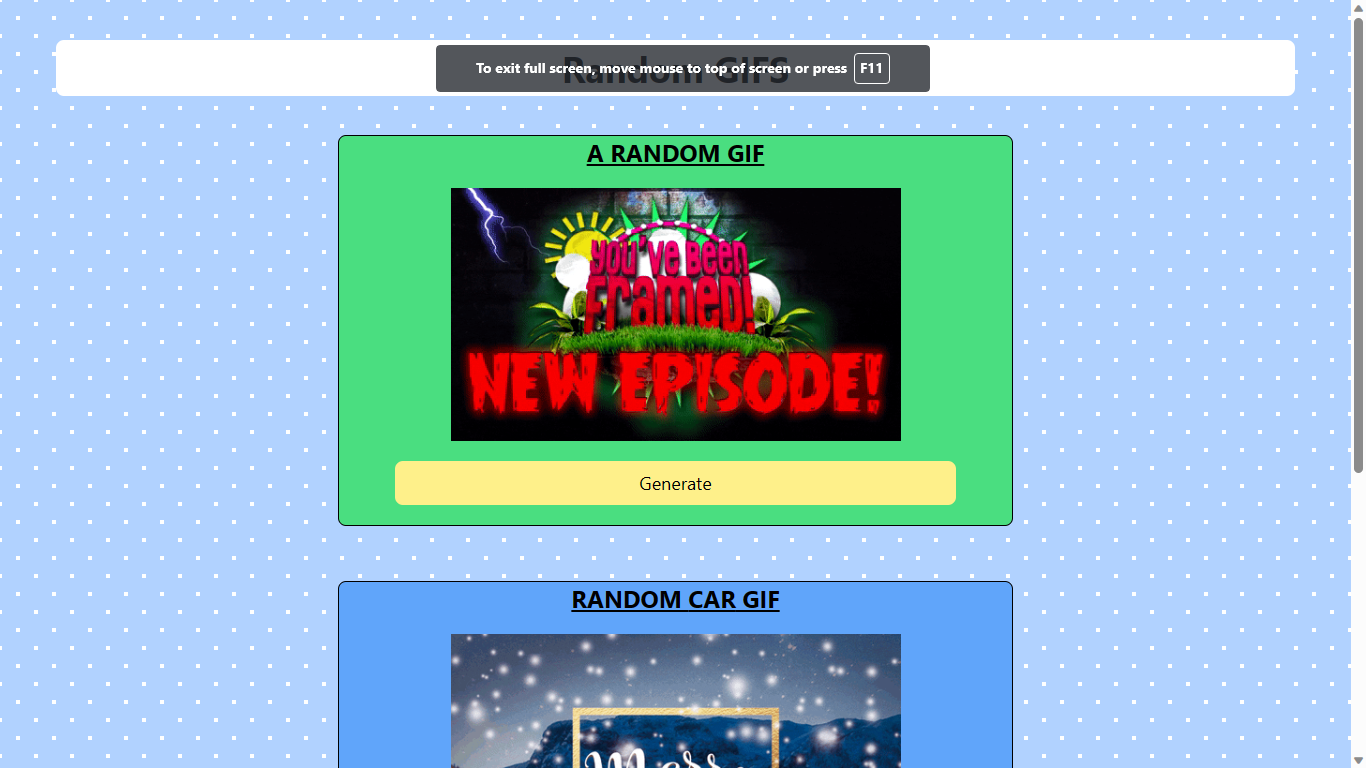 Random GIFS
To exit full screen, move mouse to top of screen or press F11
A RANDOM GIF
YOU'VE BEEN
FRAMED!
NEW EPISODE!
Generate
RANDOM CAR GIF